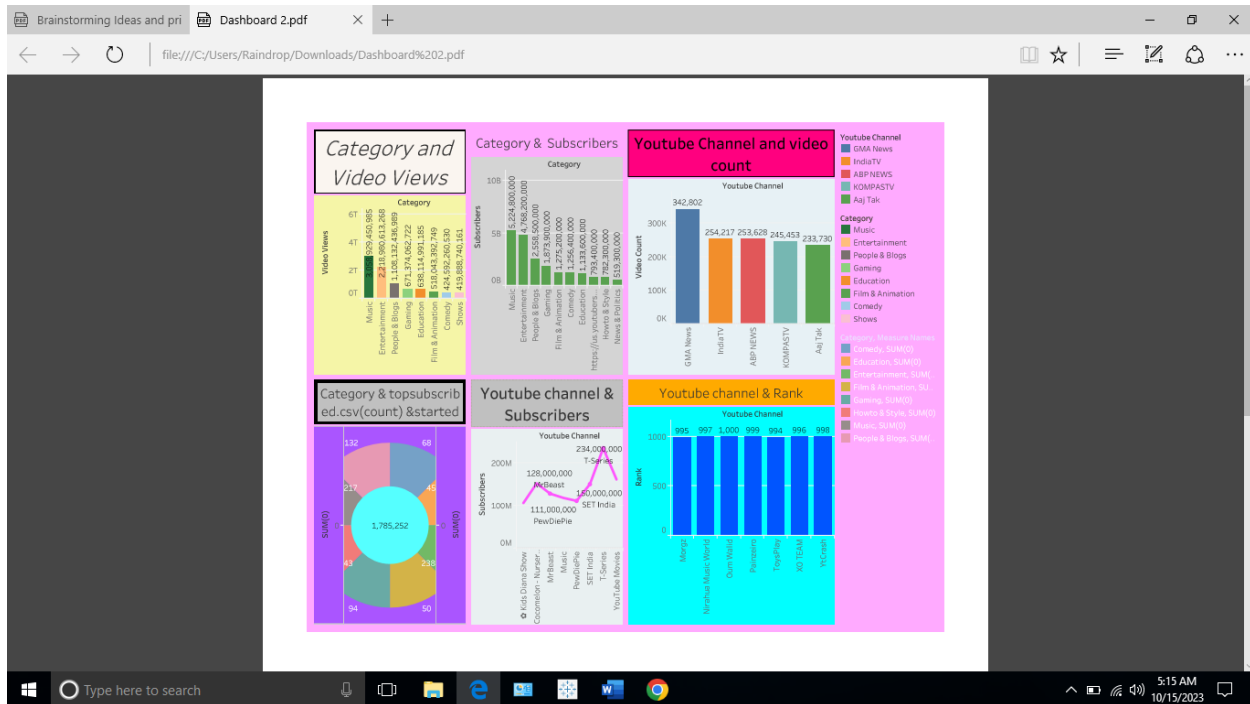 Brainstorming Ideas and pri
Dashboard 2.pdf
file:///C:/Users/Raindrop/Downloads/Dashboard%202.pdf
Category and
Video Views
Category
6T
4T
2T
0T
Video Views
929,450,985
2,218,980,613,268
1,108,132,436,989
671,374,062,722
638,114,991,185
518,043,392,749
424,592,260,530
419,888,740,161
Music
Entertainment
People & Blogs
Gaming
Education
Film & Animation
Comedy
Shows
Category & Subscribers
Category
10B
5B
0B
Subscribers
5,224,800,000
4,768,200,000
2,558,500,000
1,873,900,000
1,275,200,000
1,256,400,000
1,133,600,000
793,400,000
782,300,000
519,300,000
Music
Entertainment
People & Blogs
Gaming
Film & Animation
Comedy
Education
https://us.youtubers...
Howto & Style
News & Politics
Youtube Channel and video
count
Youtube Channel
342,802
254,217
253,628
245,453
233,730
300K
200K
100K
0K
Video Count
GMA News
IndiaTV
ABP NEWS
KOMPASTV
Aaj Tak
Youtube Channel
GMA News
IndiaTV
ABP NEWS
KOMPASTV
Aaj Tak
Category
Music
Entertainment
People & Blogs
Gaming
Education
Film & Animation
Comedy
Shows
Category, Measure Names
Comedy, SUM(0)
Education, SUM(0)
Entertainment, SUM(..
Film & Animation, SU..
Gaming, SUM(0)
Howto & Style, SUM(0)
Music, SUM(0)
People & Blogs, SUM(..
Category & topsubscrib
ed.csv(count) &started
132
68
217
45
SUM(0)
0
1,785,252
0
SUM(0)
43
238
94
50
Youtube channel &
Subscribers
Youtube Channel
234,000,000
T-Series
200M
128,000,000
MrBeast
Subscribers
100M
111,000,000
PewDiePie
SET India
0M
✿ Kids Diana Show
Cocomelon - Nurser...
MrBeast
Music
PewDiePie
SET India
T-Series
YouTube Movies
Youtube channel & Rank
Youtube Channel
1000
995
997
1,000
999
994
996
998
Rank
500
0
Morgz
Nirahua Music World
Oum Walid
ToysPlay
XO TEAM
YtCrash
Type here to search
5:15 AM
10/15/2023